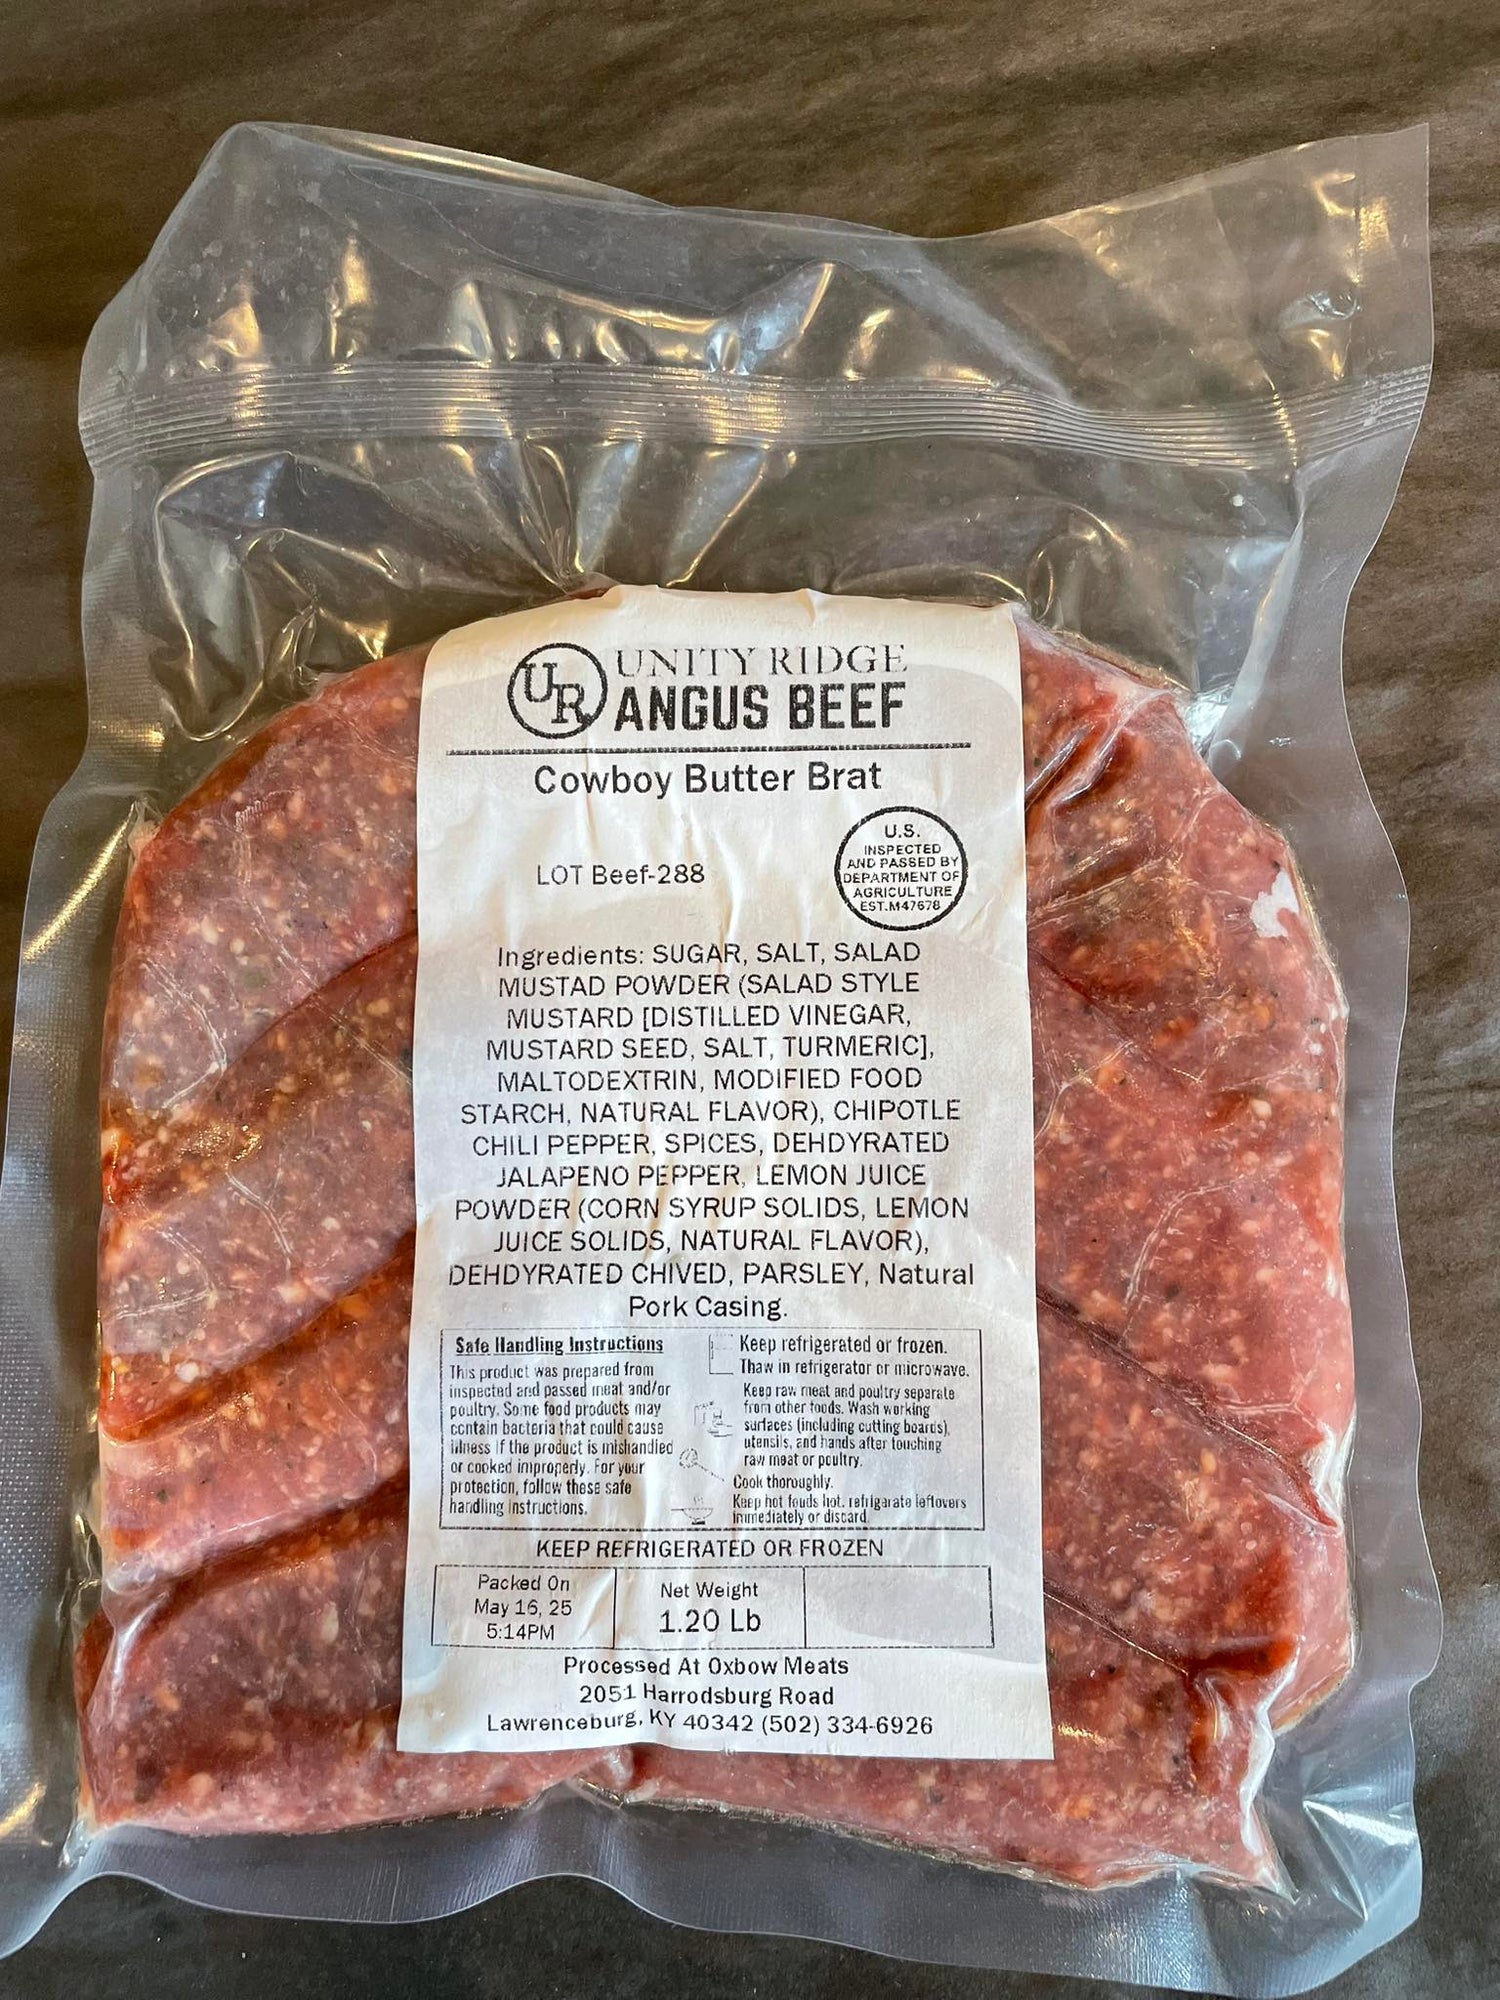 UR UNITY RIDGE
ANGUS BEEF
Cowboy Butter Brat
LOT Beef-288
U.S.
INSPECTED
AND PASSED BY
DEPARTMENT OF
AGRICULTURE
EST.M47678
Ingredients: SUGAR, SALT, SALAD
MUSTAD POWDER (SALAD STYLE
MUSTARD [DISTILLED VINEGAR,
MUSTARD SEED, SALT, TURMERIC],
MALTODEXTRIN, MODIFIED FOOD
STARCH, NATURAL FLAVOR), CHIPOTLE
CHILI PEPPER, SPICES, DEHDYRATED
JALAPENO PEPPER, LEMON JUICE
POWDER (CORN SYRUP SOLIDS, LEMON
JUICE SOLIDS, NATURAL FLAVOR),
DEHDYRATED CHIVED, PARSLEY, Natural
Pork Casing.
Safe Handling Instructions
This product was prepared from
inspected and passed meat and/or
poultry. Some food products may
contain bacteria that could cause
illness if the product is mishandled
or cooked improperly. For your
protection, follow these safe
handling instructions.
Keep refrigerated or frozen.
Thaw in refrigerator or microwave.
Keep raw meat and poultry separate
from other foods. Wash working
surfaces (including cutting boards),
utensils, and hands after touching
raw meat or poultry.
Cook thoroughly.
Keep hot foods hot. refrigerate leftovers
immediately or discard.
KEEP REFRIGERATED OR FROZEN
Packed On
May 16, 25
5:14PM
Net Weight
1.20 Lb
Processed At Oxbow Meats
2051 Harrodsburg Road
Lawrenceburg, KY 40342 (502) 334-6926